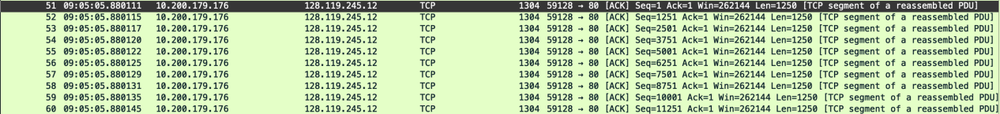 51 09:05:05.880111 10.200.179.176 128.119.245.12 TCP 1304 59128 → 80 [ACK] Seq=1 Ack=1 Win=262144 Len=1250 [TCP segment of a reassembled PDU]
52 09:05:05.880115 10.200.179.176 128.119.245.12 TCP 1304 59128 → 80 [ACK] Seq=1251 Ack=1 Win=262144 Len=1250 [TCP segment of a reassembled PDU]
53 09:05:05.880117 10.200.179.176 128.119.245.12 TCP 1304 59128 → 80 [ACK] Seq=2501 Ack=1 Win=262144 Len=1250 [TCP segment of a reassembled PDU]
54 09:05:05.880120 10.200.179.176 128.119.245.12 TCP 1304 59128 → 80 [ACK] Seq=3751 Ack=1 Win=262144 Len=1250 [TCP segment of a reassembled PDU]
55 09:05:05.880122 10.200.179.176 128.119.245.12 TCP 1304 59128 → 80 [ACK] Seq=5001 Ack=1 Win=262144 Len=1250 [TCP segment of a reassembled PDU]
56 09:05:05.880125 10.200.179.176 128.119.245.12 TCP 1304 59128 → 80 [ACK] Seq=6251 Ack=1 Win=262144 Len=1250 [TCP segment of a reassembled PDU]
57 09:05:05.880129 10.200.179.176 128.119.245.12 TCP 1304 59128 → 80 [ACK] Seq=7501 Ack=1 Win=262144 Len=1250 [TCP segment of a reassembled PDU]
58 09:05:05.880131 10.200.179.176 128.119.245.12 TCP 1304 59128 → 80 [ACK] Seq=8751 Ack=1 Win=262144 Len=1250 [TCP segment of a reassembled PDU]
59 09:05:05.880135 10.200.179.176 128.119.245.12 TCP 1304 59128 → 80 [ACK] Seq=10001 Ack=1 Win=262144 Len=1250 [TCP segment of a reassembled PDU]
60 09:05:05.880145 10.200.179.176 128.119.245.12 TCP 1304 59128 → 80 [ACK] Seq=11251 Ack=1 Win=262144 Len=1250 [TCP segment of a reassembled PDU]